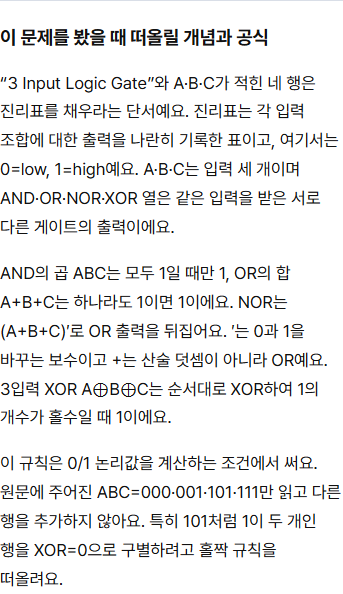 이 문제를 봤을 때 떠올릴 개념과 공식
“3 Input Logic Gate”와 A·B·C가 적힌 네 행은
진리표를 채우라는 단서예요. 진리표는 각 입력
조합에 대한 출력을 나란히 기록한 표이고, 여기서는
0=low, 1=high예요. A·B·C는 입력 세 개이며
AND·OR·NOR·XOR 열은 같은 입력을 받은 서로
다른 게이트의 출력이에요.
AND의 곱 ABC는 모두 1일 때만 1, OR의 합
A+B+C는 하나라도 1이면 1이에요. NOR는
(A+B+C)′로 OR 출력을 뒤집어요. ′는 0과 1을
바꾸는 보수이고 +는 산술 덧셈이 아니라 OR예요.
3입력 XOR A⊕B⊕C는 순서대로 XOR하여 1의
개수가 홀수일 때 1이에요.
이 규칙은 0/1 논리값을 계산하는 조건에서 써요.
원문에 주어진 ABC=000·001·101·111만 읽고 다른
행을 추가하지 않아요. 특히 101처럼 1이 두 개인
행을 XOR=0으로 구별하려고 홀짝 규칙을
떠올려요.